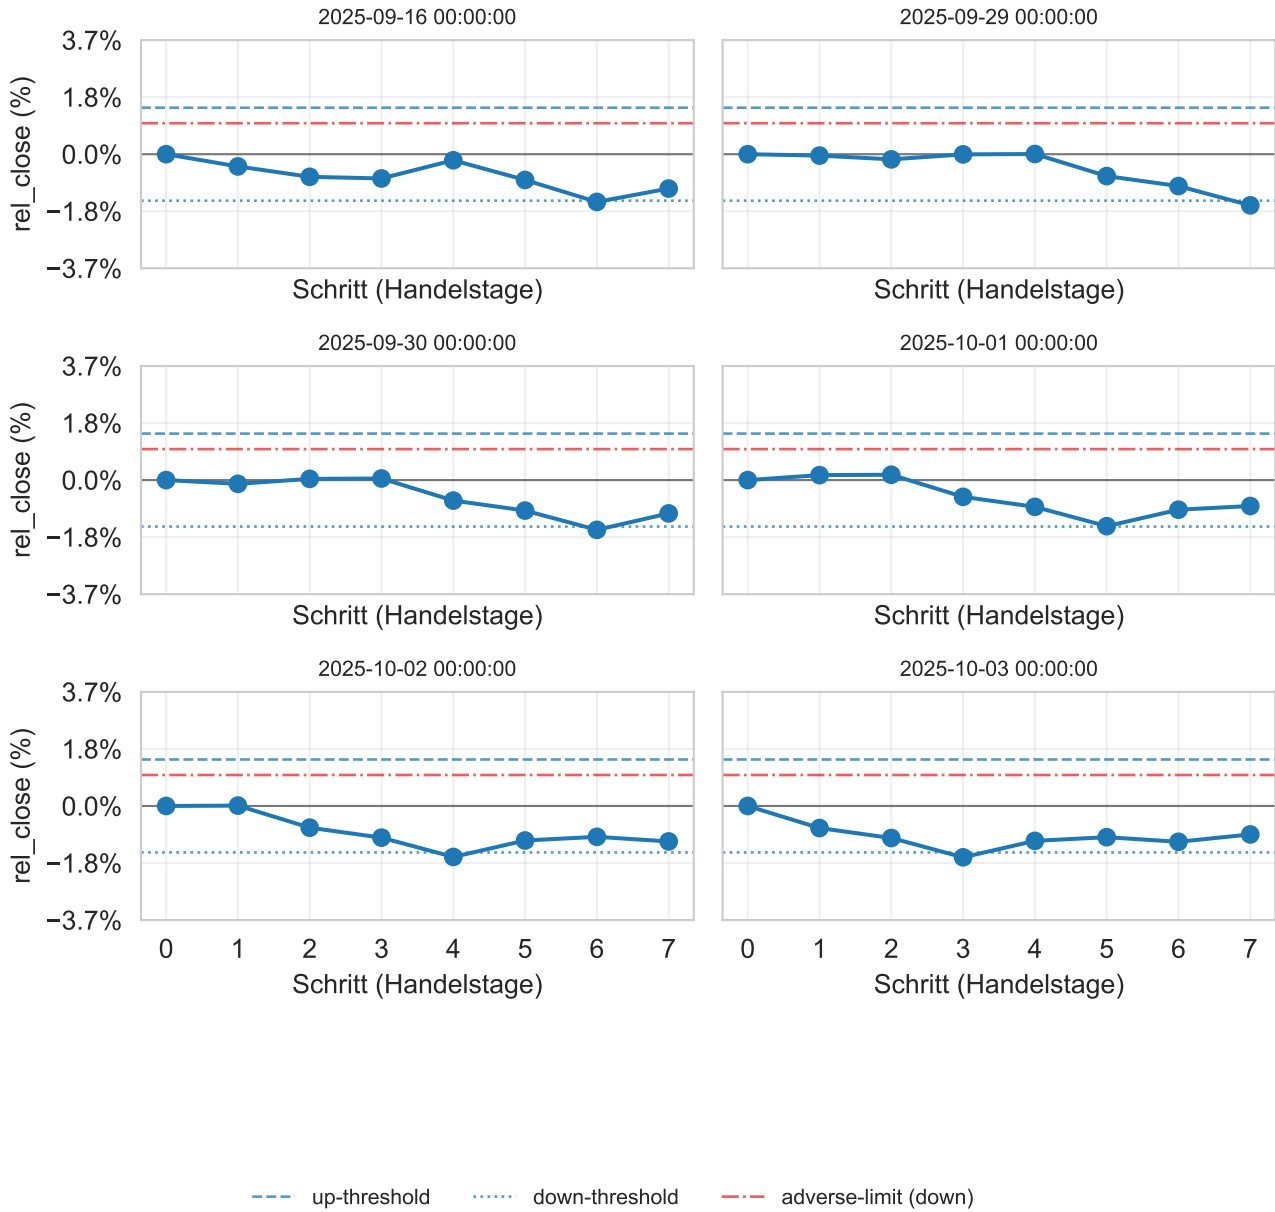 2025-09-16 00:00:00
2025-09-29 00:00:00
3.7%
1.8%
0.0%
−1.8%
−3.7%
rel_close (%)
Schritt (Handelstage)
Schritt (Handelstage)
2025-09-30 00:00:00
2025-10-01 00:00:00
3.7%
1.8%
0.0%
−1.8%
−3.7%
rel_close (%)
Schritt (Handelstage)
Schritt (Handelstage)
2025-10-02 00:00:00
2025-10-03 00:00:00
3.7%
1.8%
0.0%
−1.8%
−3.7%
rel_close (%)
0 1 2 3 4 5 6 7
0 1 2 3 4 5 6 7
Schritt (Handelstage)
Schritt (Handelstage)
up-threshold down-threshold adverse-limit (down)